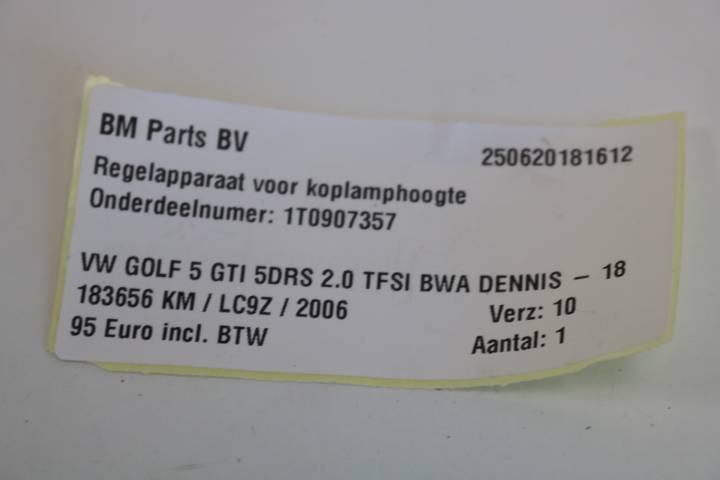 BM Parts BV
250620181612
Regelapparaat voor koplamphoogte
Onderdeelnumer: 1T0907357
VW GOLF 5 GTI 5DRS 2.0 TFSI BWA DENNIS – 18
183656 KM / LC9Z / 2006
Verz: 10
95 Euro incl. BTW
Aantal: 1